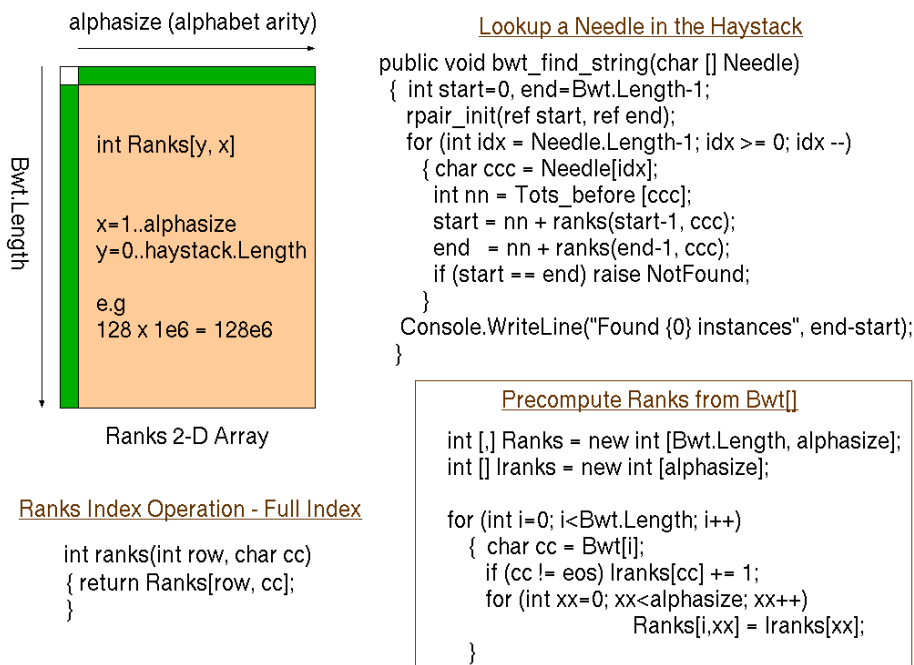 alphasize (alphabet arity)
Bwt.Length
int Ranks[y, x]
x=1..alphasize
y=0..haystack.Length
e.g
128 x 1e6 = 128e6
Ranks 2-D Array
Ranks Index Operation - Full Index
int ranks(int row, char cc)
{ return Ranks[row, cc];
}
Lookup a Needle in the Haystack
public void bwt_find_string(char [] Needle)
{ int start=0, end=Bwt.Length-1;
rpair_init(ref start, ref end);
for (int idx = Needle.Length-1; idx >= 0; idx --)
{ char ccc = Needle[idx];
int nn = Tots_before [ccc];
start = nn + ranks(start-1, ccc);
end = nn + ranks(end-1, ccc);
if (start == end) raise NotFound;
}
Console.WriteLine("Found {0} instances", end-start);
}
Precompute Ranks from Bwt[]
int [,] Ranks = new int [Bwt.Length, alphasize];
int [] Iranks = new int [alphasize];
for (int i=0; i<Bwt.Length; i++)
{ char cc = Bwt[i];
if (cc != eos) Iranks[cc] += 1;
for (int xx=0; xx<alphasize; xx++)
Ranks[i,xx] = Iranks[xx];
}